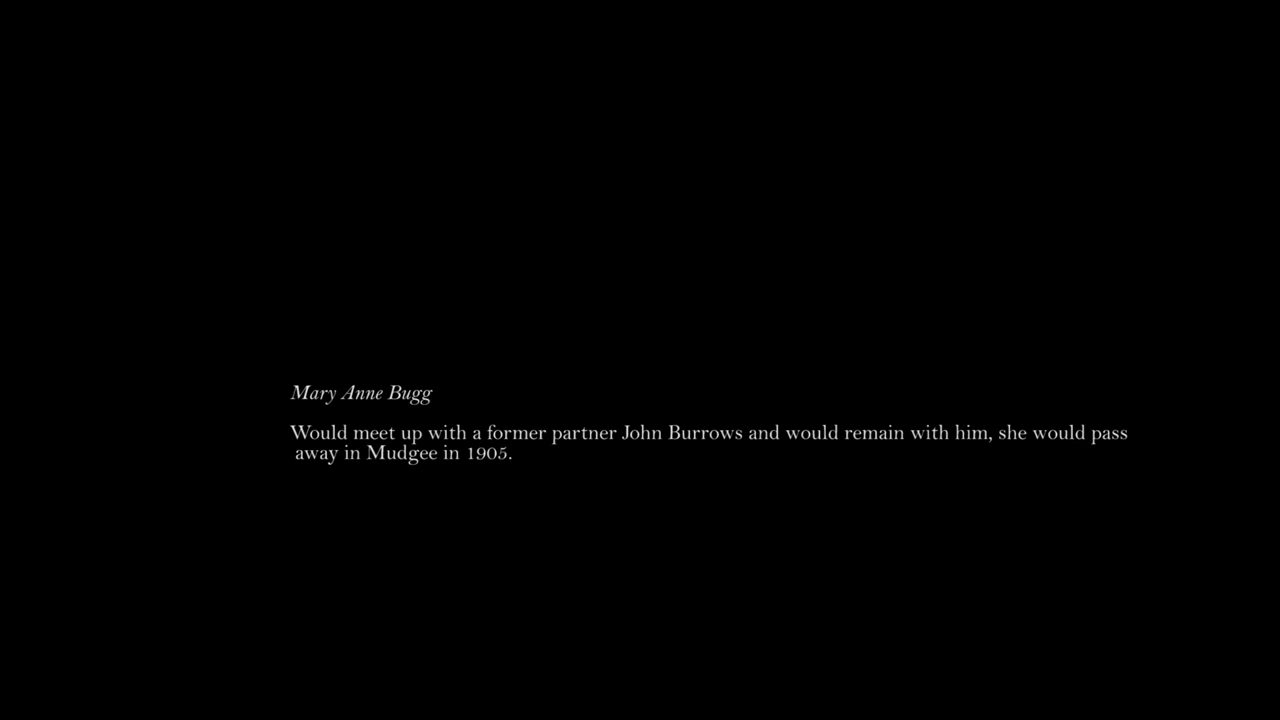 Mary Anne Bugg
Would meet up with a former partner John Burrows and would remain with him, she would pass
away in Mudgee in 1905.